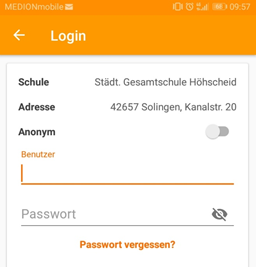 MEDIONmobile 09:57
Login
Schule Städt. Gesamtschule Höhscheid
Adresse 42657 Solingen, Kanalstr. 20
Anonym
Benutzer
Passwort
Passwort vergessen?